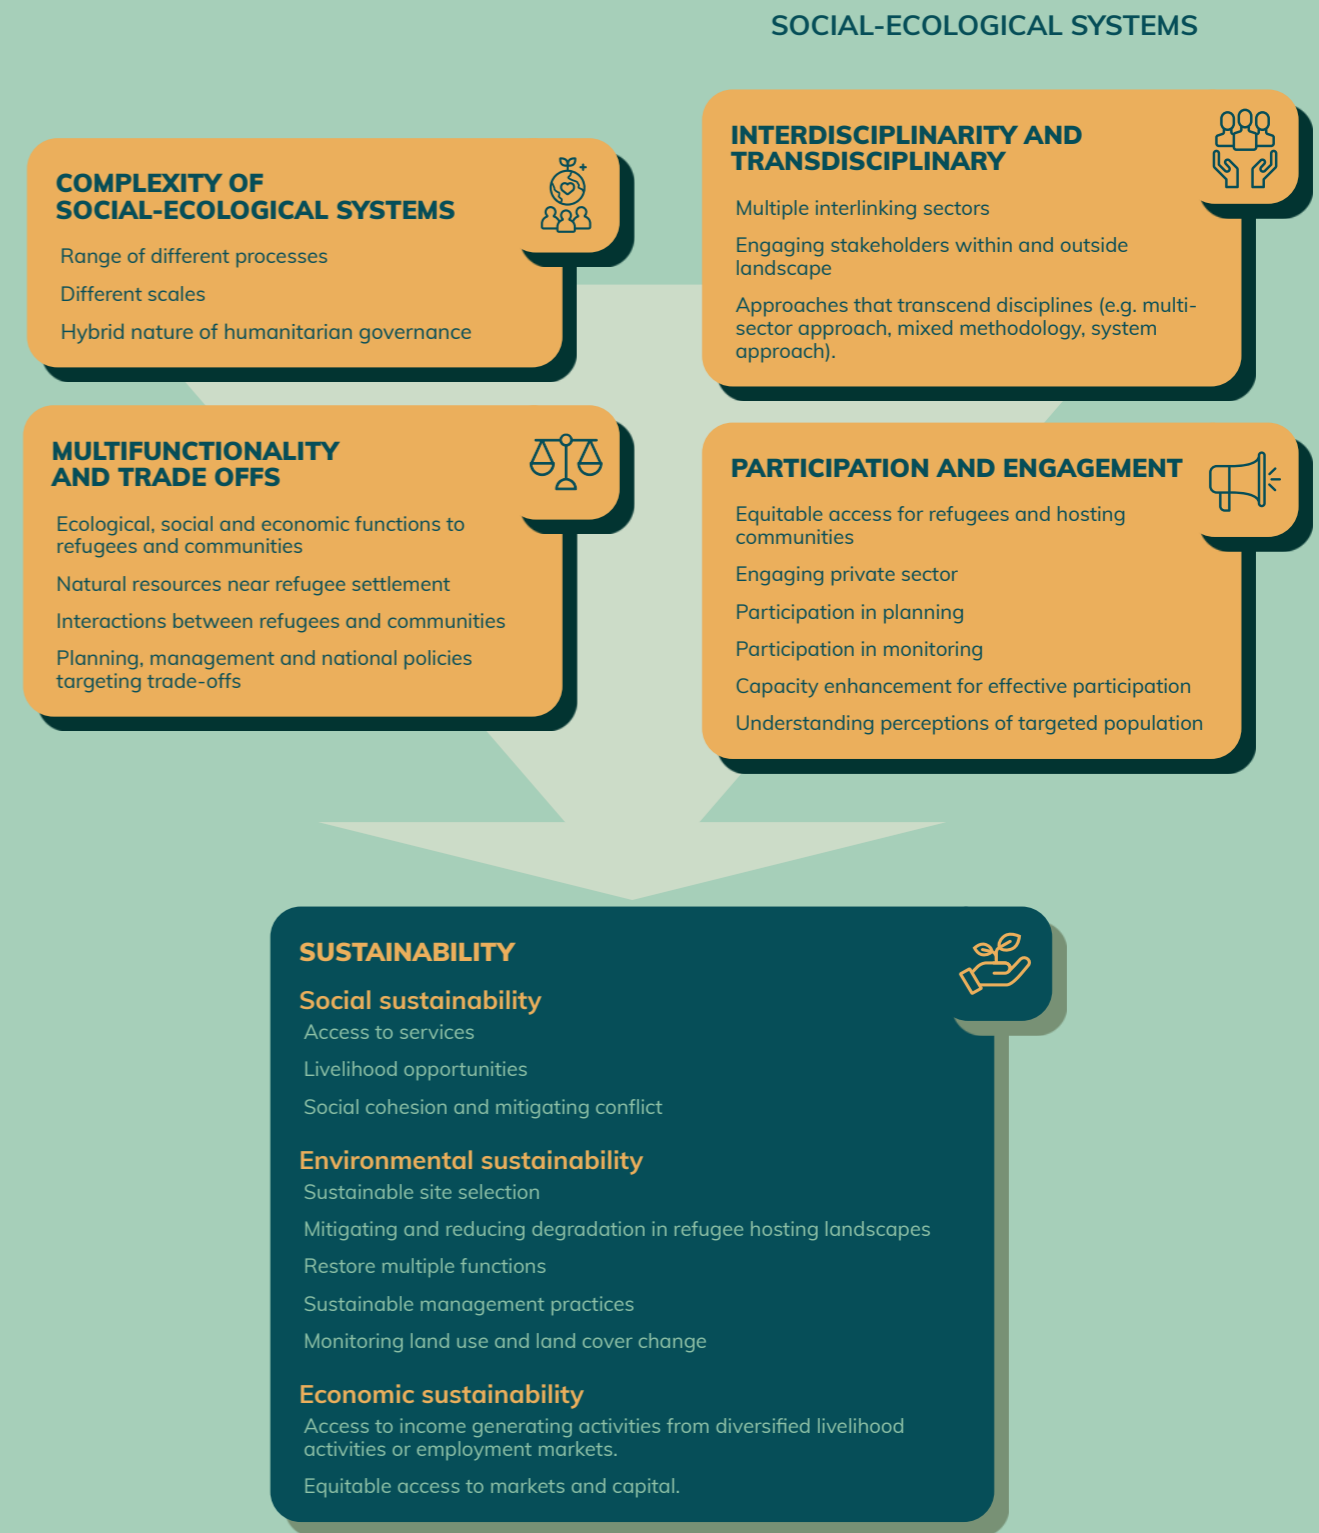 SOCIAL-ECOLOGICAL SYSTEMS
COMPLEXITY OF
SOCIAL-ECOLOGICAL SYSTEMS
Range of different processes
Different scales
Hybrid nature of humanitarian governance
INTERDISCIPLINARITY AND
TRANSDISCIPLINARY
Multiple interlinking sectors
Engaging stakeholders within and outside
landscape
Approaches that transcend disciplines (e.g. multi-
sector approach, mixed methodology, system
approach).
MULTIFUNCTIONALITY
AND TRADE OFFS
Ecological, social and economic functions to
refugees and communities
Natural resources near refugee settlement
Interactions between refugees and communities
Planning, management and national policies
targeting trade-offs
PARTICIPATION AND ENGAGEMENT
Equitable access for refugees and hosting
communities
Engaging private sector
Participation in planning
Participation in monitoring
Capacity enhancement for effective participation
Understanding perceptions of targeted population
SUSTAINABILITY
Social sustainability
Access to services
Livelihood opportunities
Social cohesion and mitigating conflict
Environmental sustainability
Sustainable site selection
Mitigating and reducing degradation in refugee hosting landscapes
Restore multiple functions
Sustainable management practices
Monitoring land use and land cover change
Economic sustainability
Access to income generating activities from diversified livelihood
activities or employment markets.
Equitable access to markets and capital.